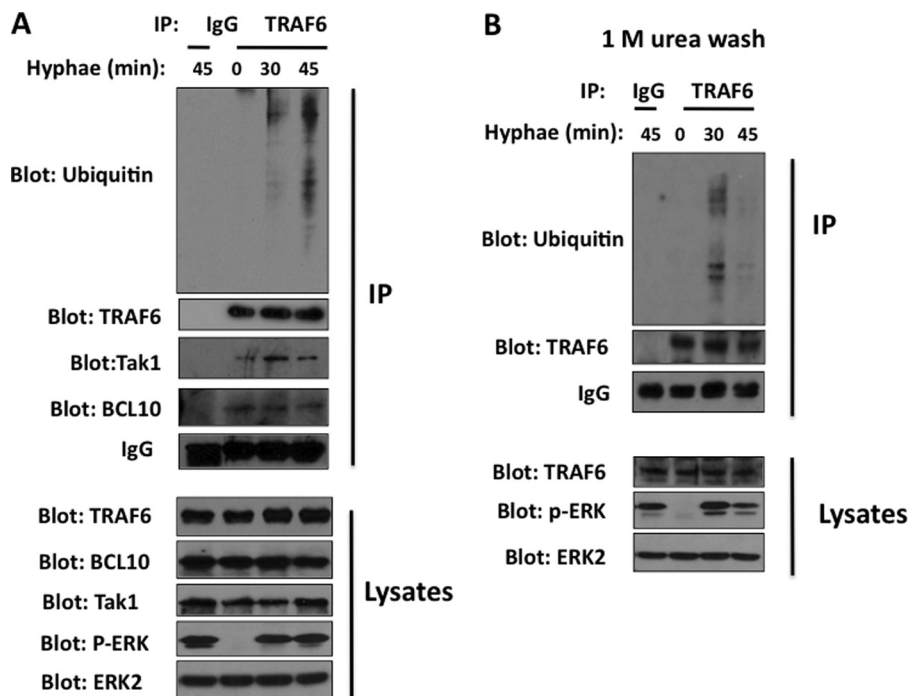 A
IP: IgG TRAF6
Hyphae (min): 45 0 30 45
Blot: Ubiquitin
Blot: TRAF6
Blot:Tak1
Blot: BCL10
IgG
IP
Blot: TRAF6
Blot: BCL10
Blot: Tak1
Blot: P-ERK
Blot: ERK2
Lysates
B
1 M urea wash
IP: IgG TRAF6
Hyphae (min): 45 0 30 45
Blot: Ubiquitin
Blot: TRAF6
IgG
IP
Blot: TRAF6
Blot: p-ERK
Blot: ERK2
Lysates